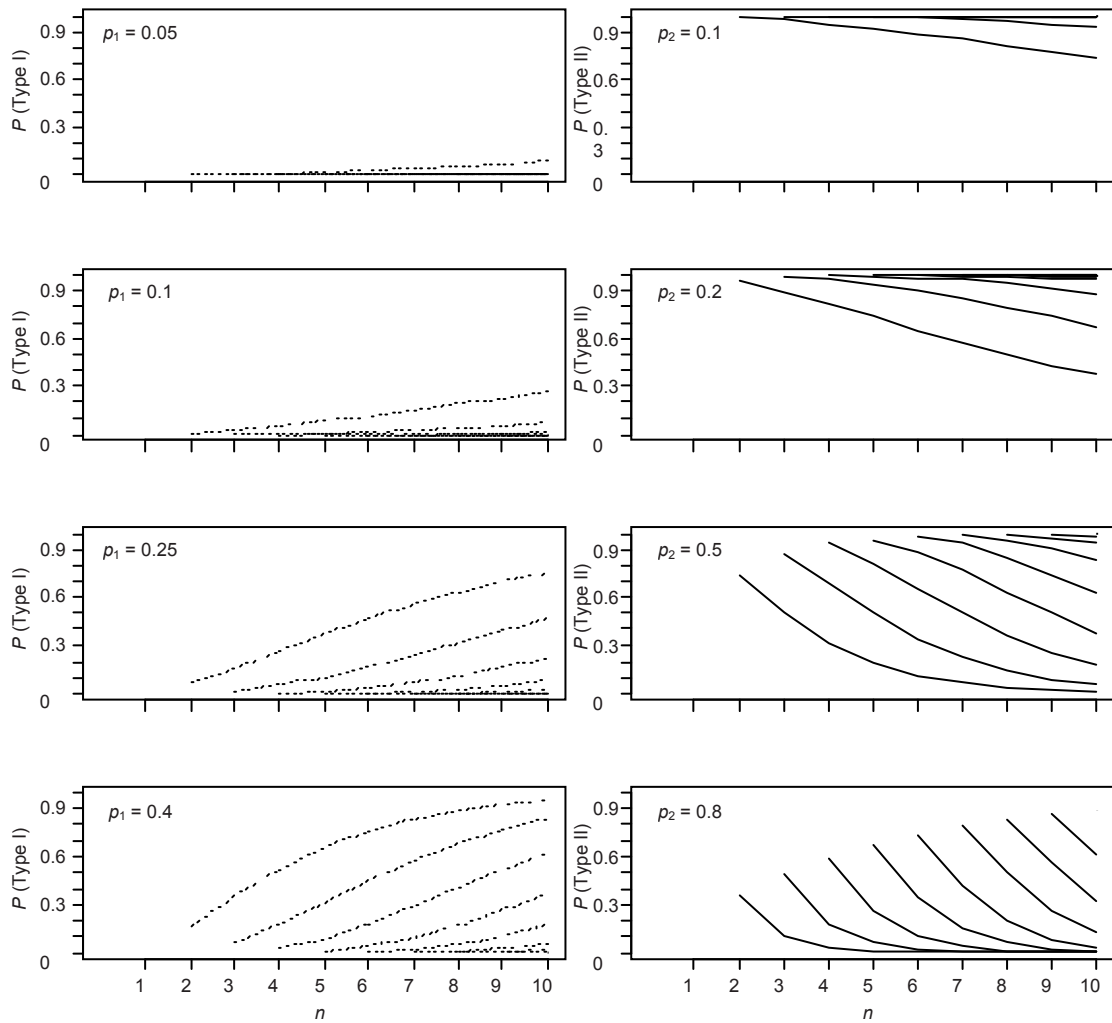 p₁ = 0.05
P (Type I)
0.9
0.6
0.3
0
p₂ = 0.1
P (Type II)
0.9
0.6
0.
3
0
p₁ = 0.1
P (Type I)
0.9
0.6
0.3
0
p₂ = 0.2
P (Type II)
0.9
0.6
0.3
0
p₁ = 0.25
P (Type I)
0.9
0.6
0.3
0
p₂ = 0.5
P (Type II)
0.9
0.6
0.3
0
p₁ = 0.4
P (Type I)
0.9
0.6
0.3
0
1 2 3 4 5 6 7 8 9 10
n
p₂ = 0.8
P (Type II)
0.9
0.6
0.3
0
1 2 3 4 5 6 7 8 9 10
n